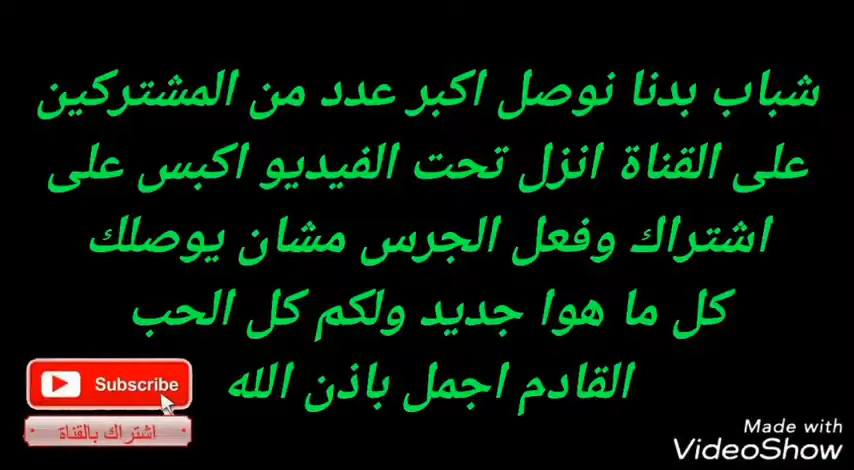 شباب بدنا نوصل اكبر عدد من المشتركين
على القناة انزل تحت الفيديو اكبس على
اشتراك وفعل الجرس مشان يوصلك
كل ما هوا جديد ولكم كل الحب
القادم اجمل باذن الله
Subscribe
اشتراك بالقناة
Made with
VideoShow